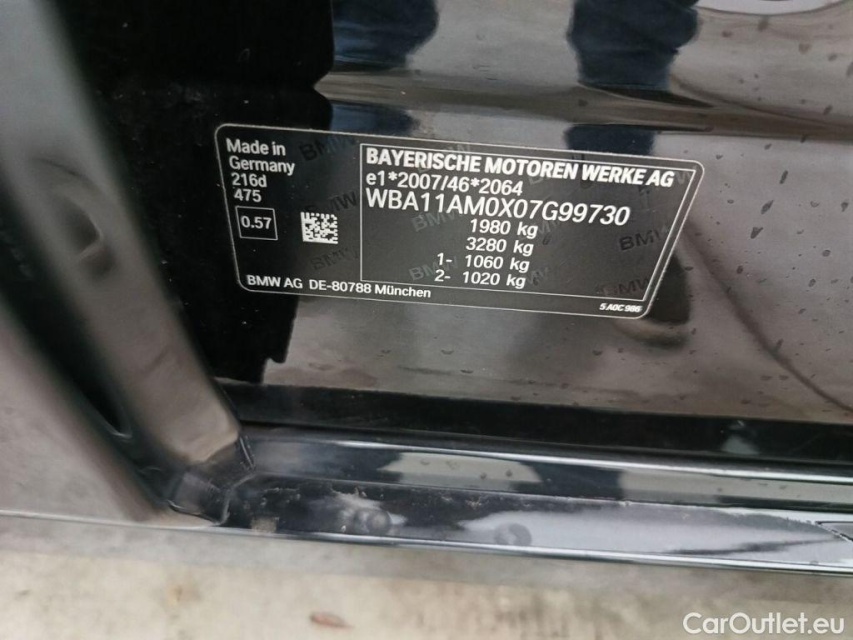 Made in
Germany
216d
475
0.57
BAYERISCHE MOTOREN WERKE AG
e1*2007/46*2064
WBA11AM0X07G99730
1980 kg
3280 kg
1- 1060 kg
2- 1020 kg
BMW AG DE-80788 München
5 A0C 986
CarOutlet.eu